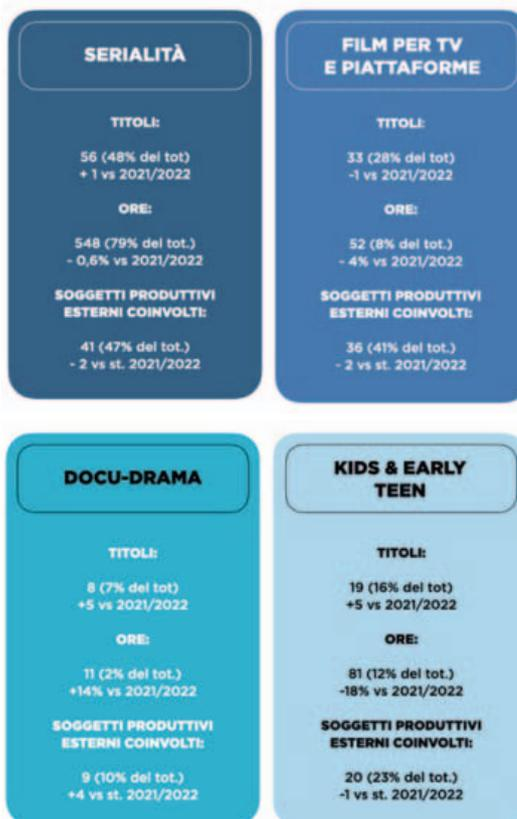 SERIALITÀ
TITOLI:
56 (48% del tot)
+ 1 vs 2021/2022
ORE:
548 (79% del tot.)
- 0,6% vs 2021/2022
SOGGETTI PRODUTTIVI
ESTERNI COINVOLTI:
41 (47% del tot.)
- 2 vs st. 2021/2022
FILM PER TV
E PIATTAFORME
TITOLI:
33 (28% del tot)
-1 vs 2021/2022
ORE:
52 (8% del tot.)
- 4% vs 2021/2022
SOGGETTI PRODUTTIVI
ESTERNI COINVOLTI:
36 (41% del tot.)
- 2 vs st. 2021/2022
DOCU-DRAMA
TITOLI:
8 (7% del tot)
+5 vs 2021/2022
ORE:
11 (2% del tot.)
+14% vs 2021/2022
SOGGETTI PRODUTTIVI
ESTERNI COINVOLTI:
9 (10% del tot.)
+4 vs st. 2021/2022
KIDS & EARLY
TEEN
TITOLI:
19 (16% del tot)
+5 vs 2021/2022
ORE:
81 (12% del tot.)
-18% vs 2021/2022
SOGGETTI PRODUTTIVI
ESTERNI COINVOLTI:
20 (23% del tot.)
-1 vs st. 2021/2022